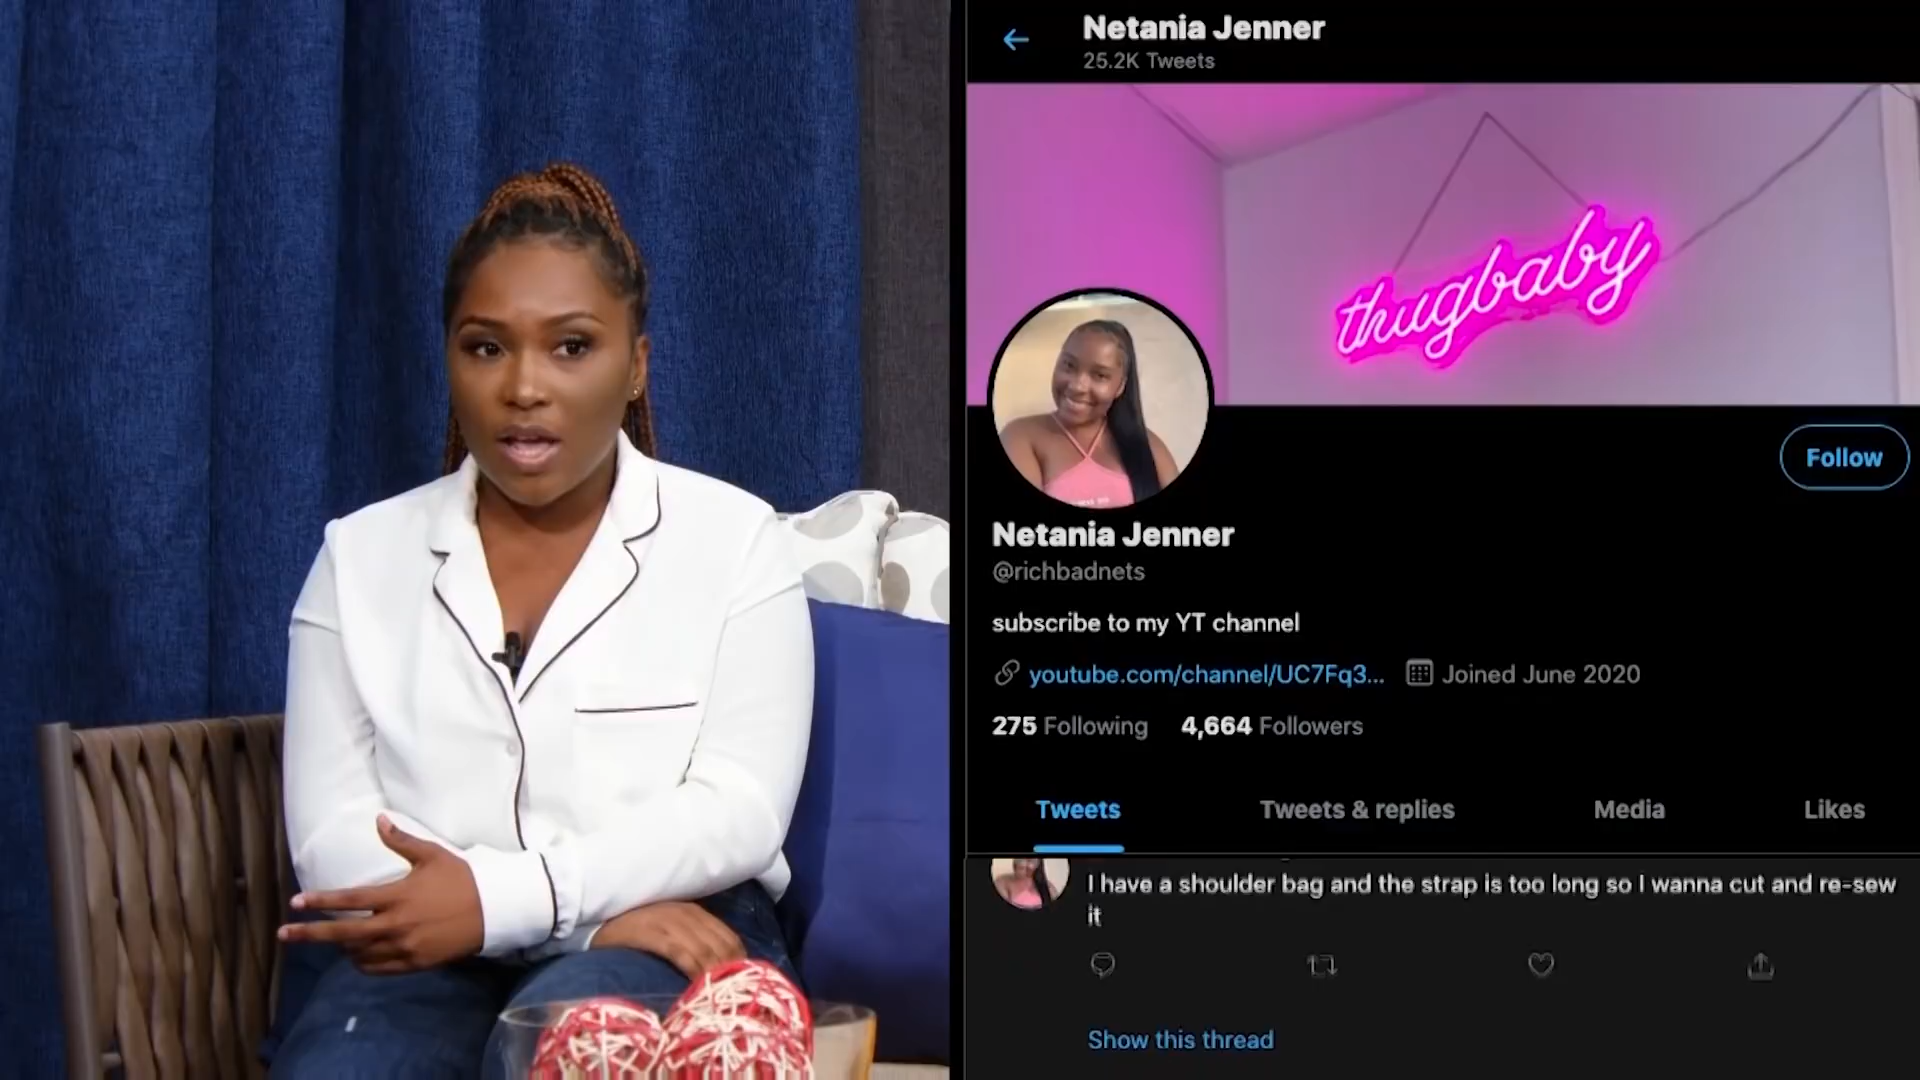 Netania Jenner
25.2K Tweets
thugbaby
Follow
Netania Jenner
@richbadnets
subscribe to my YT channel
youtube.com/channel/UC7Fq3... Joined June 2020
275 Following 4,664 Followers
Tweets Tweets & replies Media Likes
I have a shoulder bag and the strap is too long so I wanna cut and re-sew
it
Show this thread